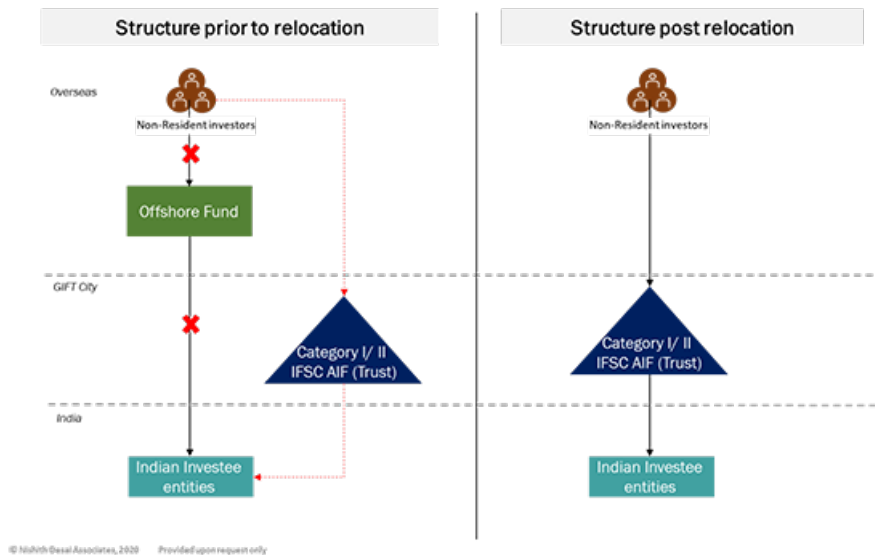 Structure prior to relocation
Structure post relocation
Overseas
Non-Resident investors
Non-Resident investors
Offshore Fund
GIFT City
Category I/ II
IFSC AIF (Trust)
Category I/ II
IFSC AIF (Trust)
India
Indian Investee
entities
Indian Investee
entities
© Nishith Desai Associates, 2020 Provided upon request only